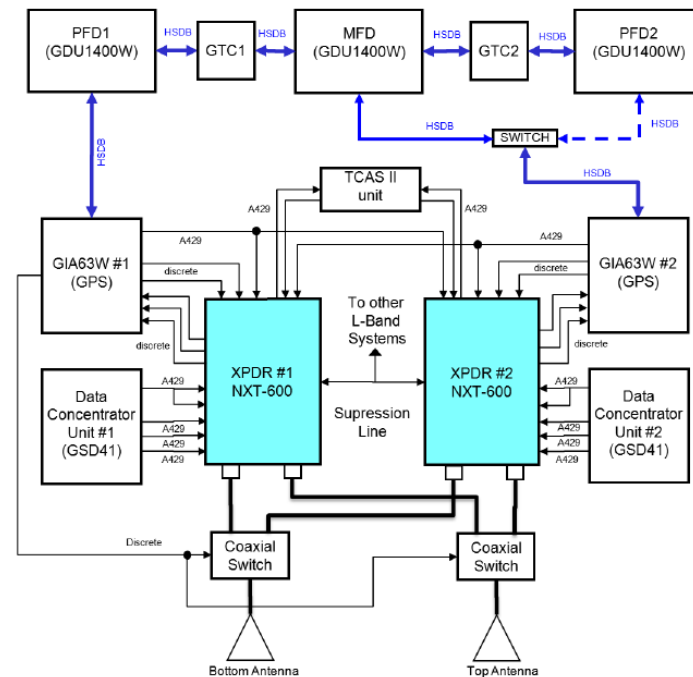 PFD1
(GDU1400W)
HSDB
GTC1
HSDB
MFD
(GDU1400W)
HSDB
GTC2
HSDB
PFD2
(GDU1400W)
HSDB
HSDB
SWITCH
HSDB
HSDB
TCAS II
unit
A429
A429
GIA63W #1
(GPS)
A429
discrete
discrete
A429
discrete
discrete
GIA63W #2
(GPS)
To other
L-Band
Systems
XPDR #1
NXT-600
XPDR #2
NXT-600
Supression
Line
Data
Concentrator
Unit #1
(GSD41)
A429
A429
A429
A429
A429
A429
A429
A429
Data
Concentrator
Unit #2
(GSD41)
Discrete
Coaxial
Switch
Coaxial
Switch
Bottom Antenna
Top Antenna